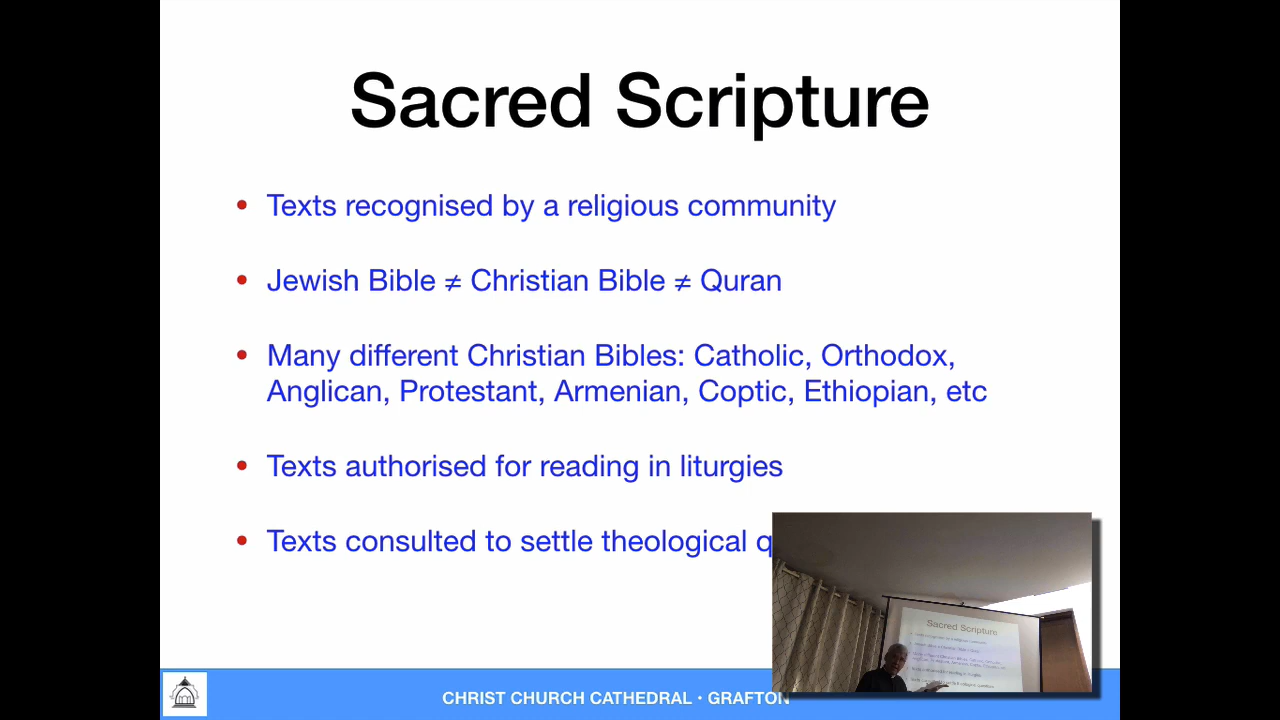 Sacred Scripture
• Texts recognised by a religious community
• Jewish Bible ≠ Christian Bible ≠ Quran
• Many different Christian Bibles: Catholic, Orthodox,
Anglican, Protestant, Armenian, Coptic, Ethiopian, etc
• Texts authorised for reading in liturgies
• Texts consulted to settle theological q
CHRIST CHURCH CATHEDRAL • GRAFTON
Sacred Scripture